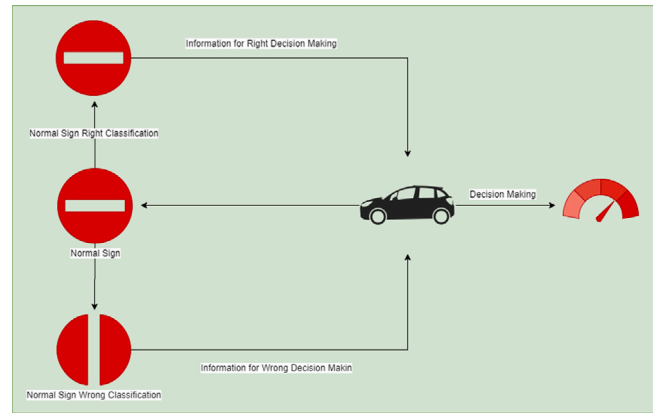 Information for Right Decision Making
Normal Sign Right Classification
Decision Making
Normal Sign
Information for Wrong Decision Makin
Normal Sign Wrong Classification